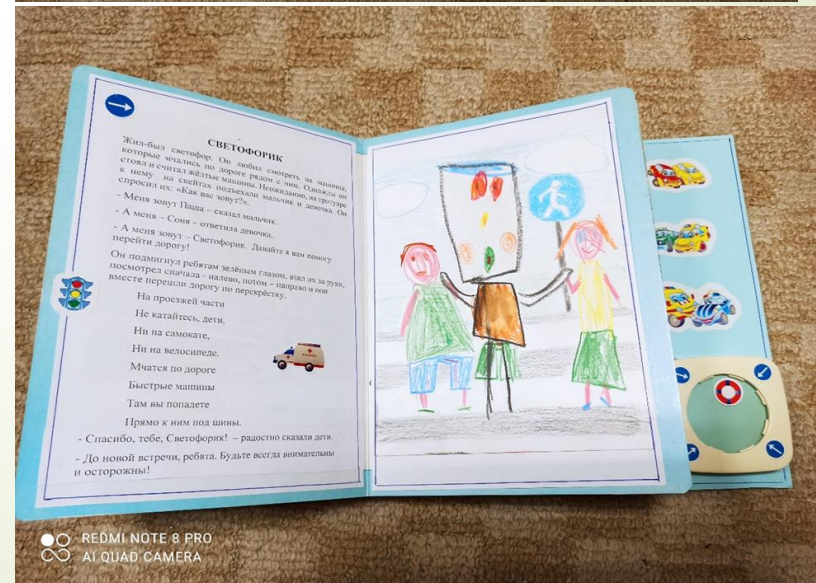 СВЕТОФОРИК
Жил-был светофор. Он любил смотреть на машины,
которые мчались по дороге рядом с ним. Однажды он
стоял и считал жёлтые машины. Неожиданно, на тротуаре
к нему на скейтах подъехали мальчик и девочка. Он
спросил их: «Как вас зовут?».
- Меня зовут Паша – сказал мальчик.
- А меня – Соня – ответила девочка.
- А меня зовут – Светофорик. Давайте я вам помогу
перейти дорогу!
Он подмигнул ребятам зелёным глазом, взял их за руки,
посмотрел сначала - налево, потом – направо и они
вместе перешли дорогу по перекрёстку.
На проезжей части
Не катайтесь, дети,
Ни на самокате,
Ни на велосипеде.
Мчатся по дороге
Быстрые машины
Там вы попадете
Прямо к ним под шины.
- Спасибо, тебе, Светофорик! – радостно сказали дети.
- До новой встречи, ребята. Будьте всегда внимательны
и осторожны!
REDMI NOTE 8 PRO
AI QUAD CAMERA